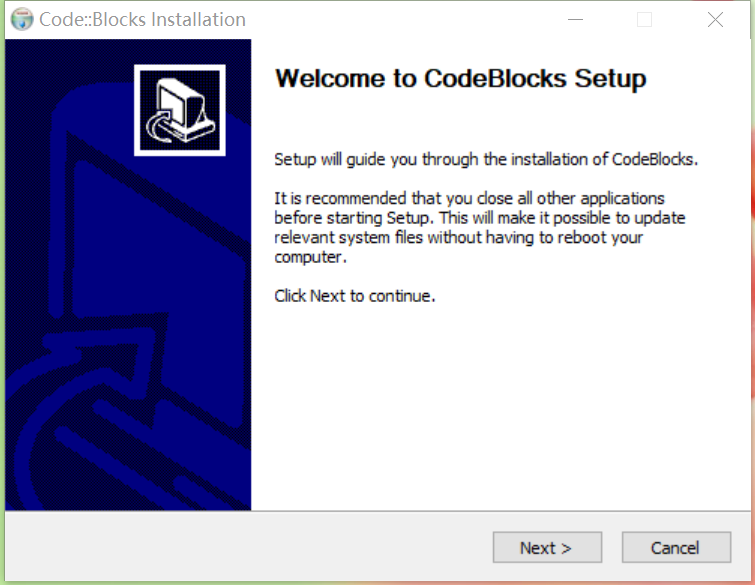 Code::Blocks Installation
Welcome to CodeBlocks Setup
Setup will guide you through the installation of CodeBlocks.
It is recommended that you close all other applications
before starting Setup. This will make it possible to update
relevant system files without having to reboot your
computer.
Click Next to continue.
Next >
Cancel